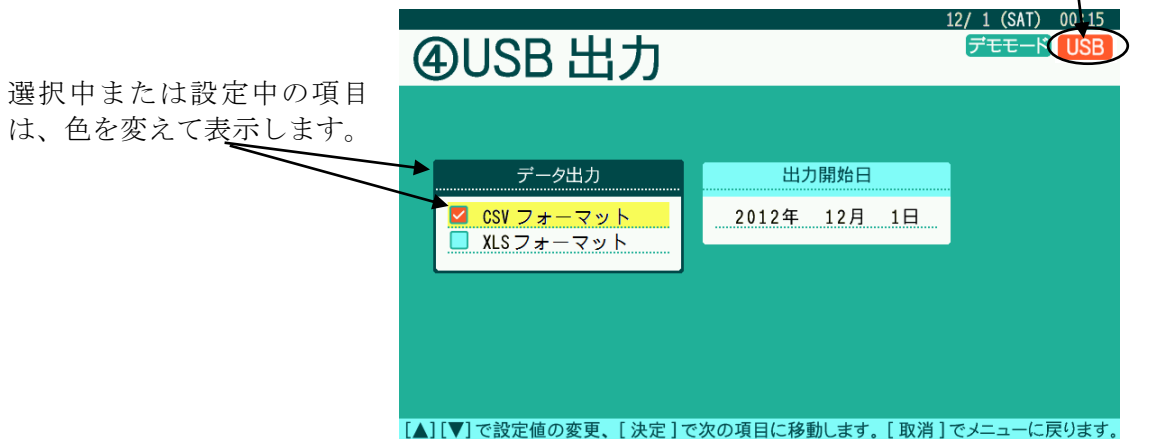 12/ 1 (SAT) 00:15
④USB 出力
デモモード USB
選択中または設定中の項目
は、色を変えて表示します。
データ出力
CSV フォーマット
XLS フォーマット
出力開始日
2012年 12月 1日
[▲][▼]で設定値の変更、[決定]で次の項目に移動します。[取消]でメニューに戻ります。